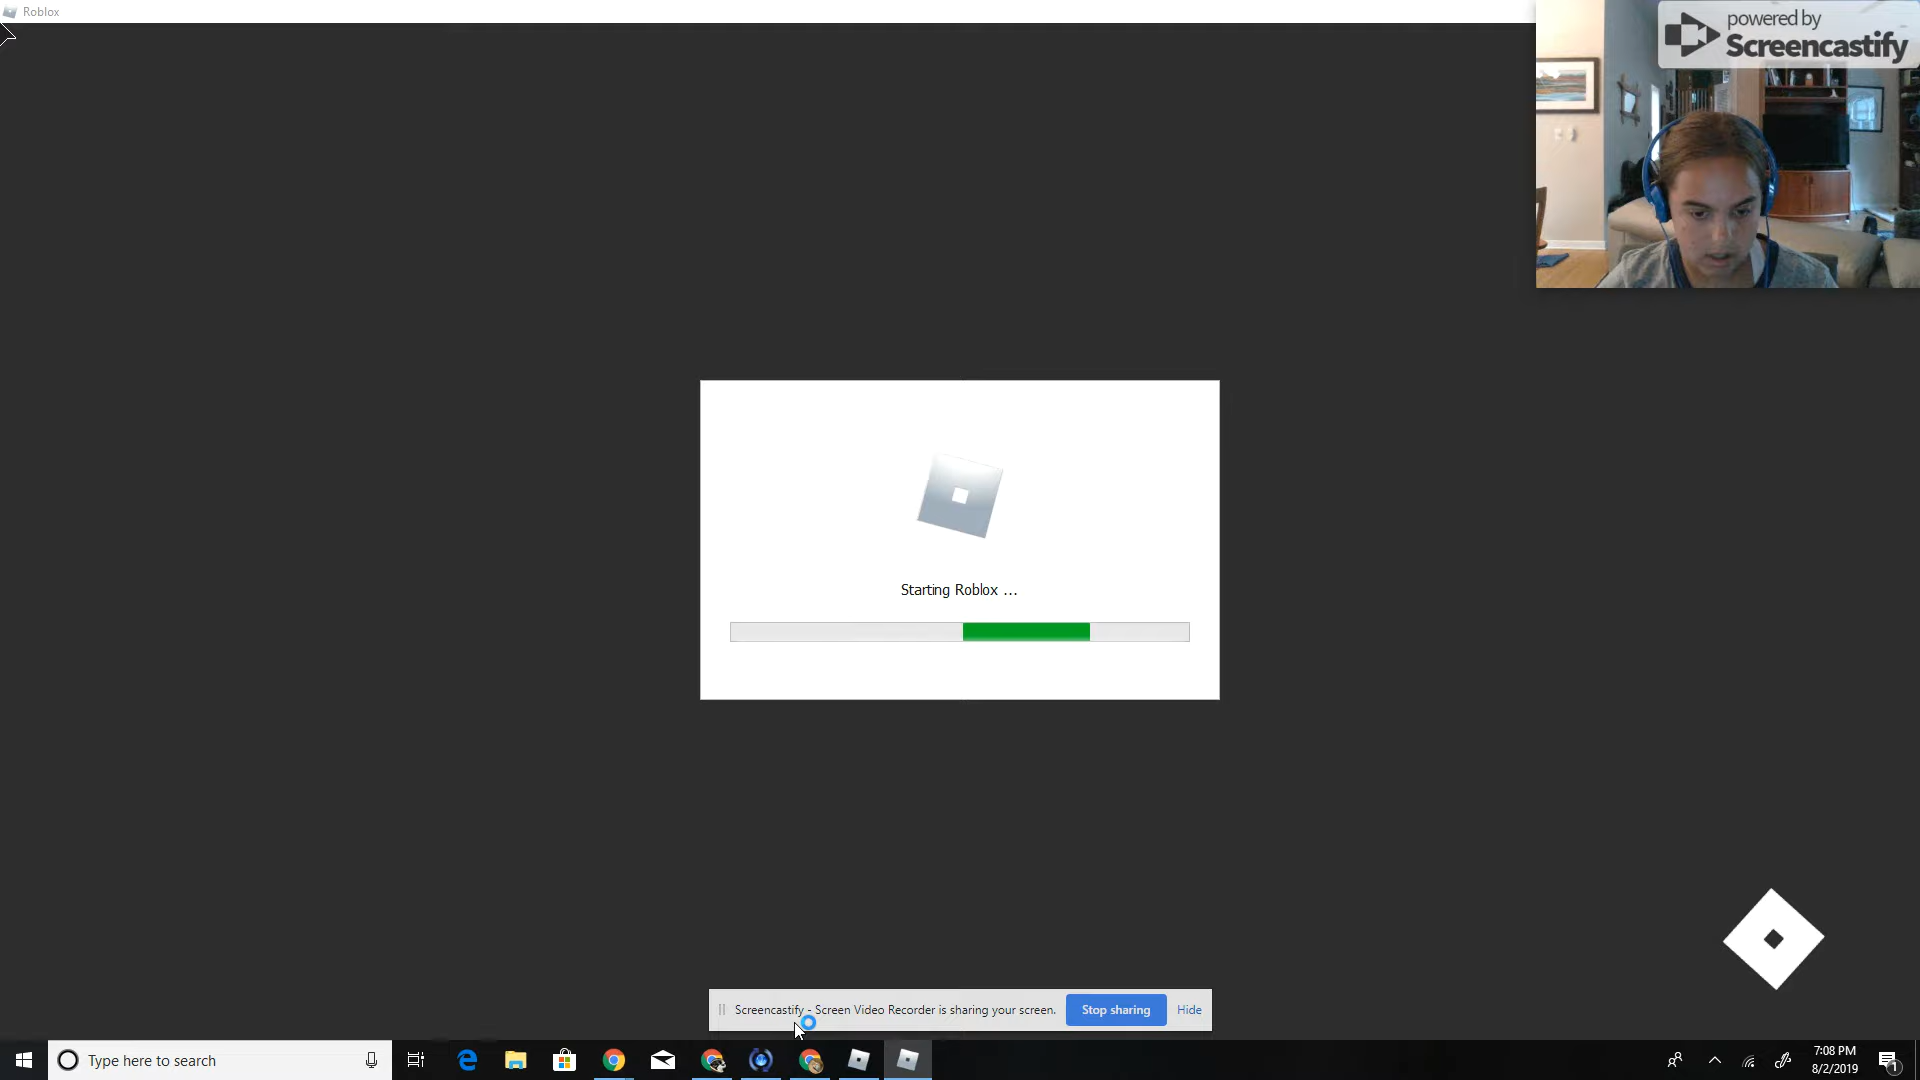 Roblox
powered by
Screencastify
Starting Roblox ...
Screencastify - Screen Video Recorder is sharing your screen.
Stop sharing
Hide
Type here to search
7:08 PM
8/2/2019
1